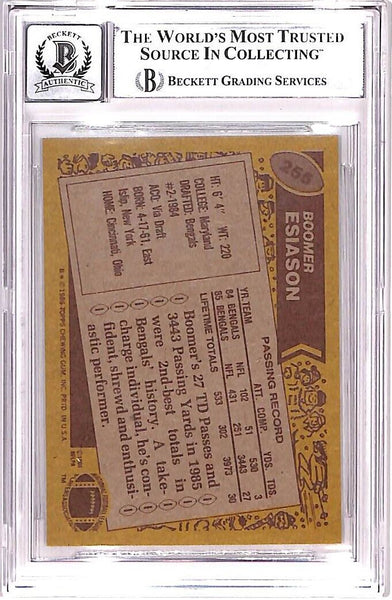 BECKETT
B
AUTHENTIC
THE WORLD'S MOST TRUSTED
SOURCE IN COLLECTING™
B BECKETT GRADING SERVICES
255
BOOMER
ESIASON
HT: 6' 4" WT: 220
COLLEGE: Maryland
DRAFTED: Bengals
#2-1984
ACQ: Via Draft
BORN: 4-17-61, East
Islip, New York
HOME: Cincinnati, Ohio
PASSING RECORD
YR. TEAM ATT. COMP. YDS. TDS.
84 BENGALS NFL 102 51 530 3
85 BENGALS NFL 431 251 3443 27
LIFETIME TOTALS 533 302 3973 30
Boomer's 27 TD Passes and
3443 Passing Yards in 1985
were 2nd-best totals in
Bengals' history. A take-
charge individual, he's con-
fident, shrewd and enthusi-
astic performer.
* © 1986 TOPPS CHEWING GUM, INC. PRTD. IN U.S.A.
TM